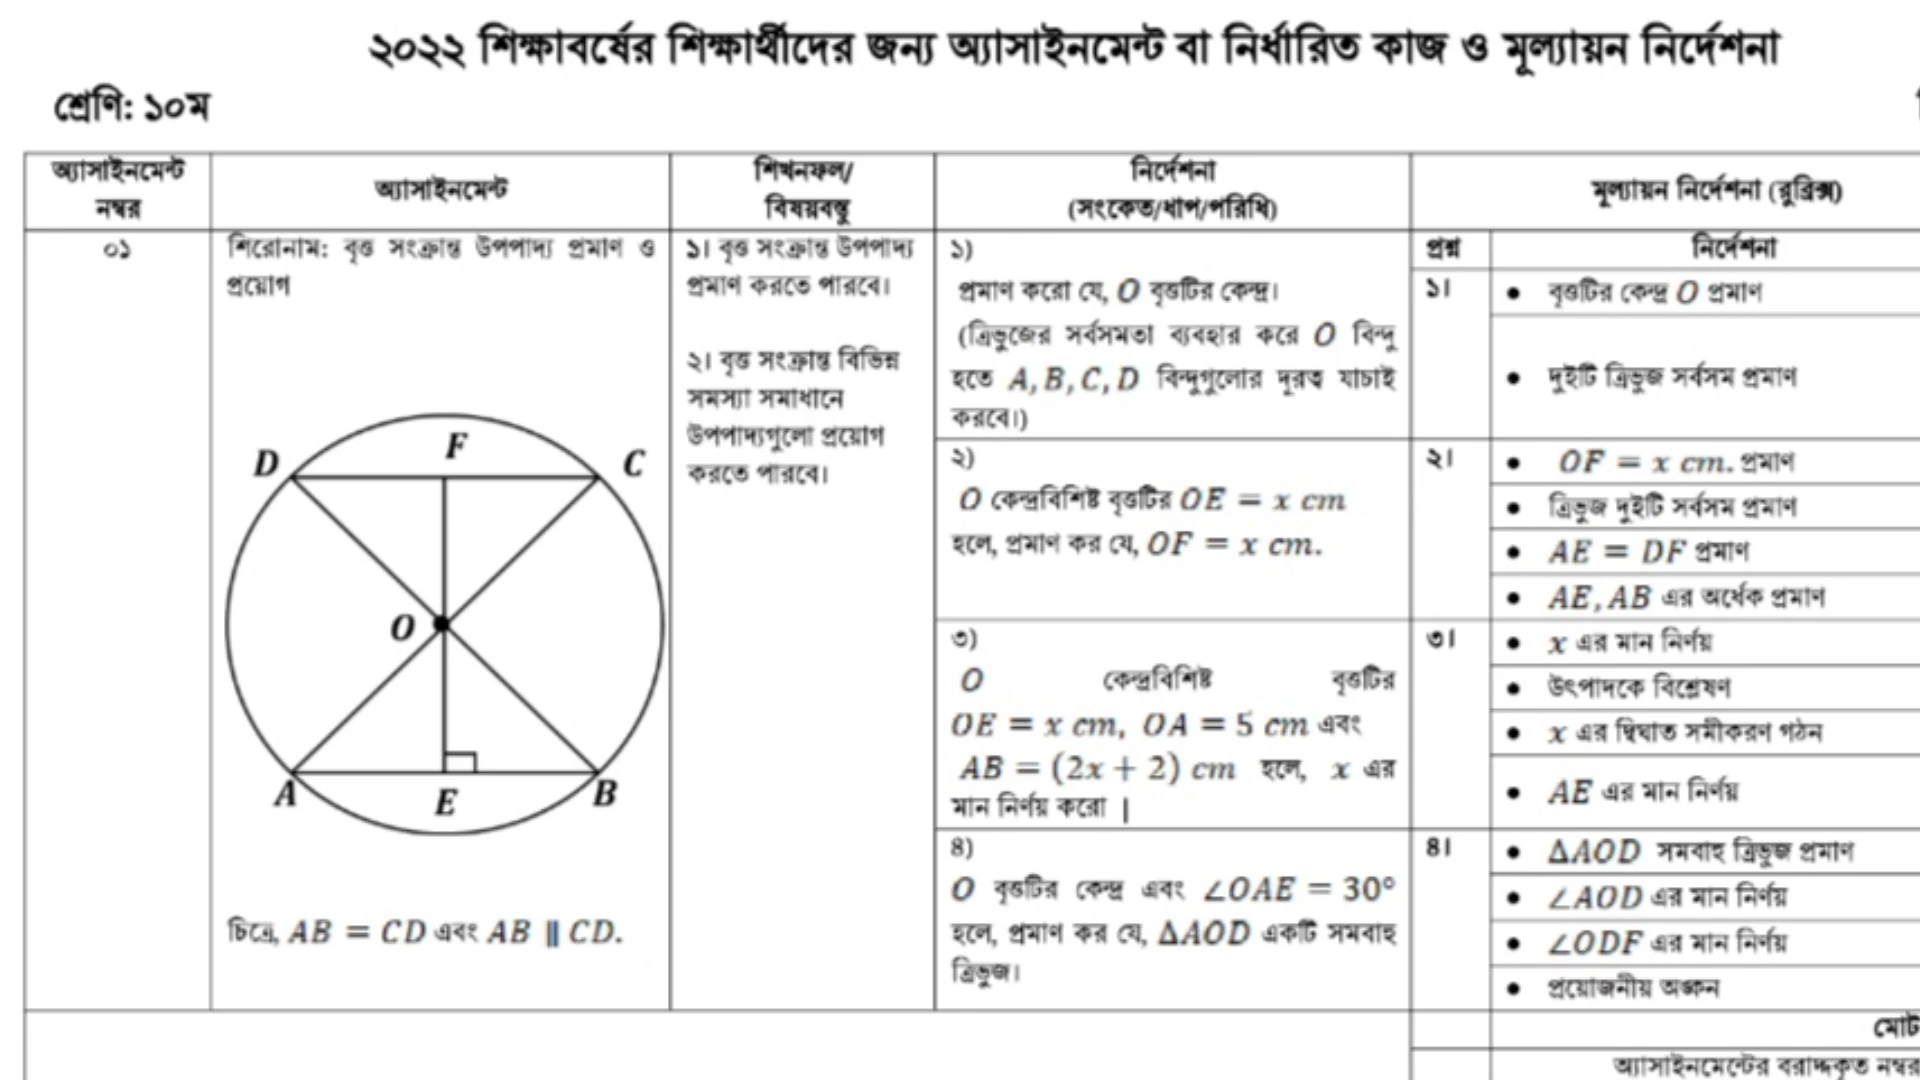 ২০২২ শিক্ষাবর্ষের শিক্ষার্থীদের জন্য অ্যাসাইনমেন্ট বা নির্ধারিত কাজ ও মূল্যায়ন নির্দেশনা
শ্রেণি: ১০ম
অ্যাসাইনমেন্ট
নম্বর
অ্যাসাইনমেন্ট
শিখনফল/
বিষয়বস্তু
নির্দেশনা
(সংকেত/ধাপ/পরিধি)
মূল্যায়ন নির্দেশনা (রুব্রিক্স)
০১
শিরোনাম: বৃত্ত সংক্রান্ত উপপাদ্য প্রমাণ ও
প্রয়োগ
D
F
C
O
A
E
B
চিত্রে, AB = CD এবং AB ∥ CD.
১। বৃত্ত সংক্রান্ত উপপাদ্য
প্রমাণ করতে পারবে।
২। বৃত্ত সংক্রান্ত বিভিন্ন
সমস্যা সমাধানে
উপপাদ্যগুলো প্রয়োগ
করতে পারবে।
১)
প্রমাণ করো যে, O বৃত্তটির কেন্দ্র।
(ত্রিভুজের সর্বসমতা ব্যবহার করে O বিন্দু
হতে A, B, C, D বিন্দুগুলোর দূরত্ব যাচাই
করবে।)
২)
O কেন্দ্রবিশিষ্ট বৃত্তটির OE = x cm
হলে, প্রমাণ কর যে, OF = x cm.
৩)
O কেন্দ্রবিশিষ্ট বৃত্তটির
OE = x cm, OA = 5 cm এবং
AB = (2x + 2) cm হলে, x এর
মান নির্ণয় করো |
৪)
O বৃত্তটির কেন্দ্র এবং ∠OAE = 30°
হলে, প্রমাণ কর যে, ΔAOD একটি সমবাহু
ত্রিভুজ।
প্রশ্ন
নির্দেশনা
১।
• বৃত্তটির কেন্দ্র O প্রমাণ
• দুইটি ত্রিভুজ সর্বসম প্রমাণ
২।
• OF = x cm. প্রমাণ
• ত্রিভুজ দুইটি সর্বসম প্রমাণ
• AE = DF প্রমাণ
• AE, AB এর অর্ধেক প্রমাণ
৩।
• x এর মান নির্ণয়
• উৎপাদকে বিশ্লেষণ
• x এর দ্বিঘাত সমীকরণ গঠন
• AE এর মান নির্ণয়
৪।
• ΔAOD সমবাহু ত্রিভুজ প্রমাণ
• ∠AOD এর মান নির্ণয়
• ∠ODF এর মান নির্ণয়
• প্রয়োজনীয় অঙ্কন
মোট
অ্যাসাইনমেন্টের বরাদ্দকৃত নম্বর